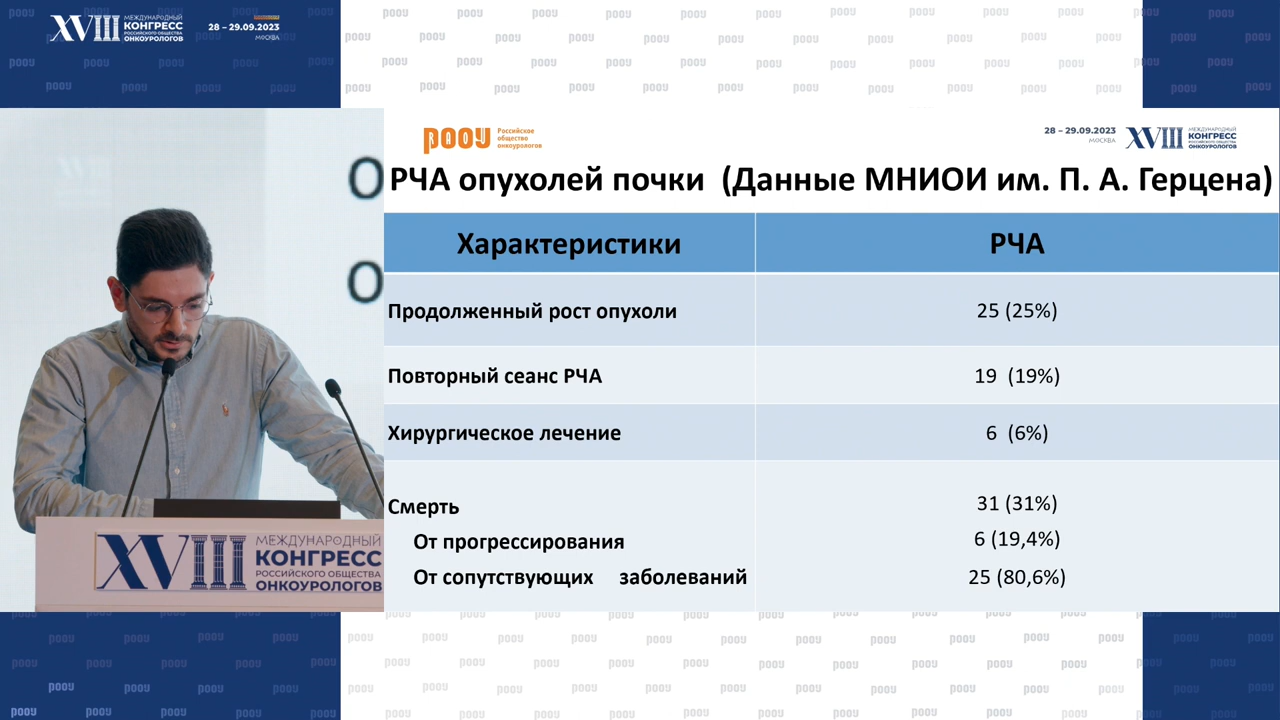 XVIII МЕЖДУНАРОДНЫЙ
КОНГРЕСС
РОССИЙСКОГО ОБЩЕСТВА
ОНКОУРОЛОГОВ
28 – 29.09.2023
МОСКВА
РООУ Российское
общество
онкоурологов
28 – 29.09.2023
МОСКВА
XVIII МЕЖДУНАРОДНЫЙ
КОНГРЕСС
РОССИЙСКОГО ОБЩЕСТВА
ОНКОУРОЛОГОВ
РЧА опухолей почки (Данные МНИОИ им. П. А. Герцена)
Характеристики РЧА
Продолженный рост опухоли 25 (25%)
Повторный сеанс РЧА 19 (19%)
Хирургическое лечение 6 (6%)
Смерть 31 (31%)
От прогрессирования 6 (19,4%)
От сопутствующих заболеваний 25 (80,6%)
XVIII МЕЖДУНАРОДНЫЙ
КОНГРЕСС
РОССИЙСКОГО ОБЩЕСТВА
ОНКОУРОЛОГОВ